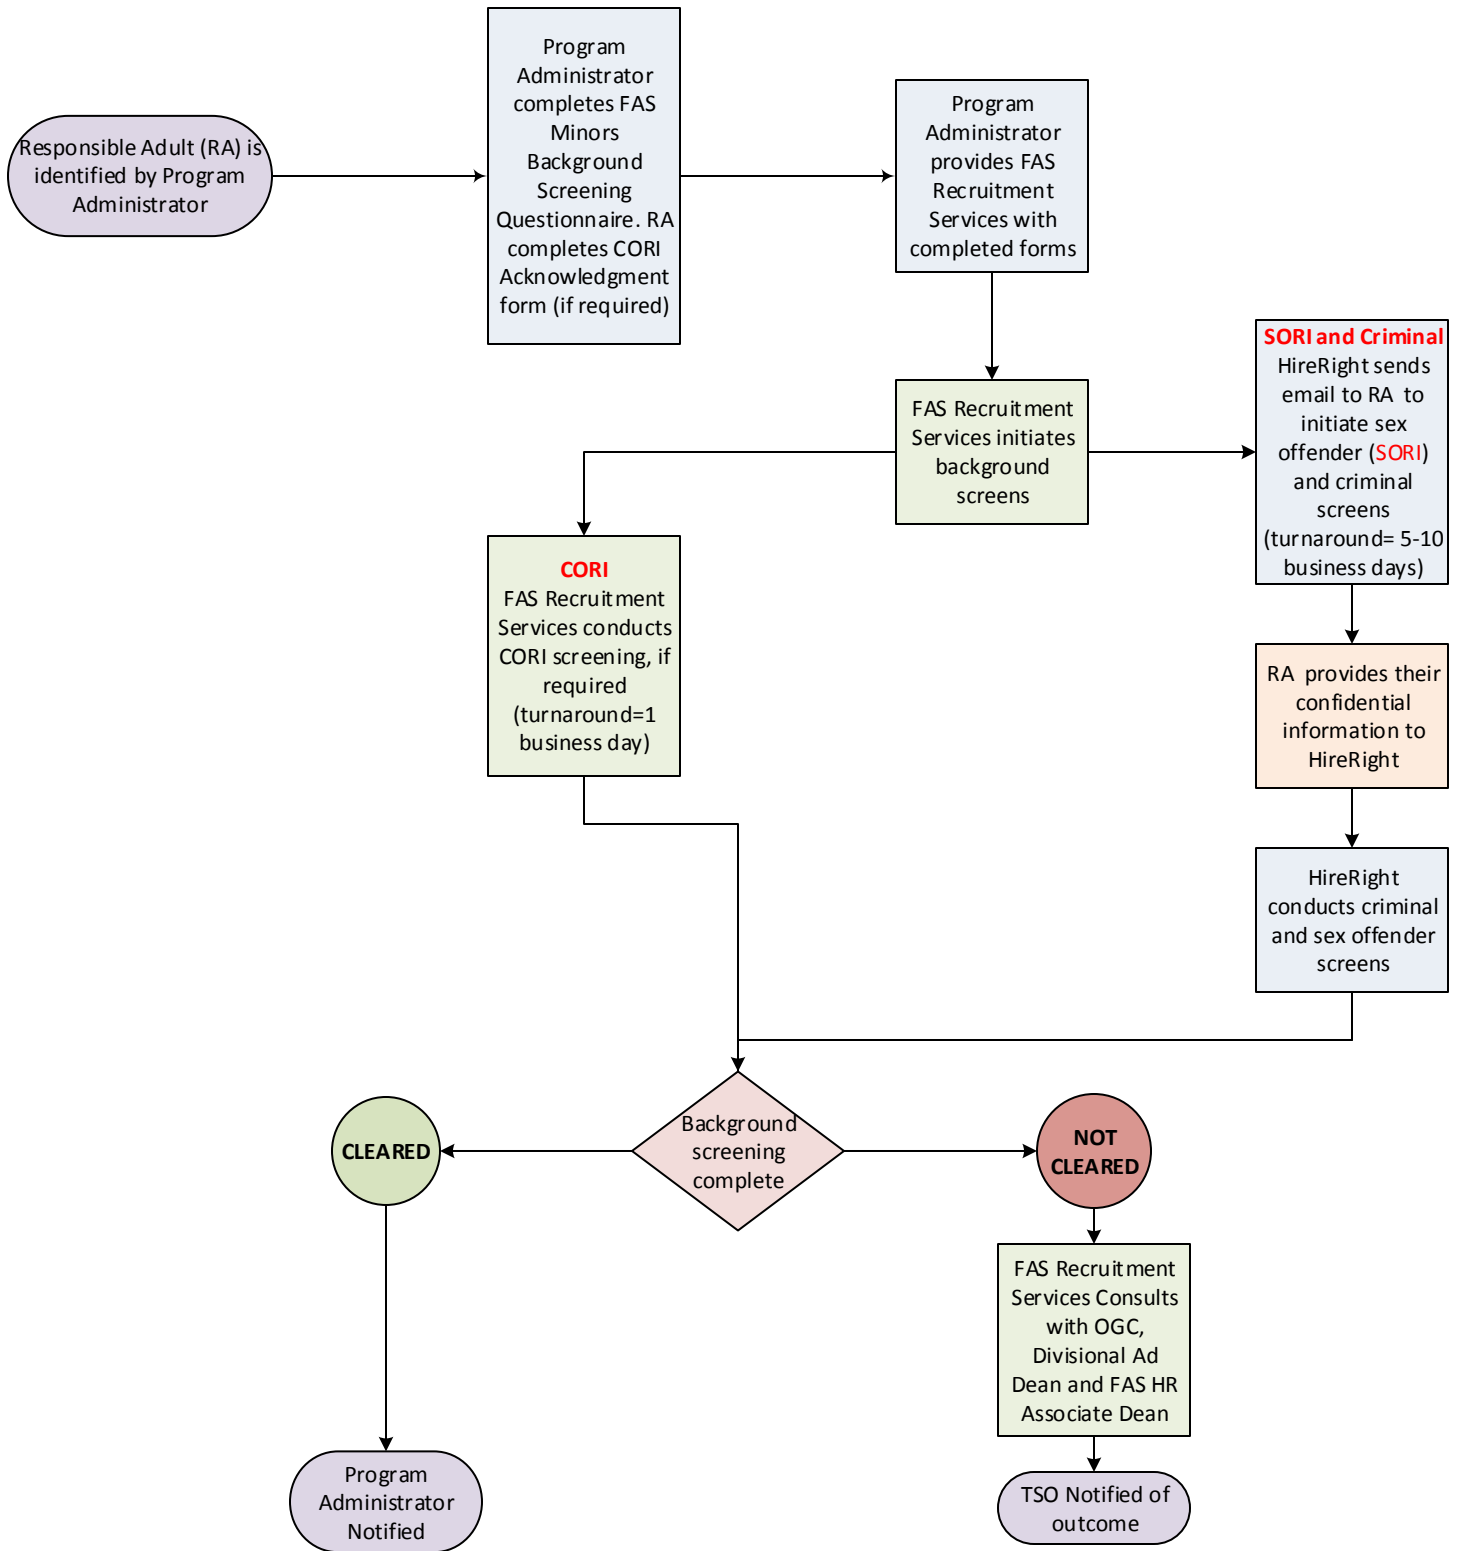 Responsible Adult (RA) is
identified by Program
Administrator
Program
Administrator
completes FAS
Minors
Background
Screening
Questionnaire. RA
completes CORI
Acknowledgment
form (if required)
Program
Administrator
provides FAS
Recruitment
Services with
completed forms
FAS Recruitment
Services initiates
background
screens
SORI and Criminal
HireRight sends
email to RA to
initiate sex
offender (SORI)
and criminal
screens
(turnaround= 5-10
business days)
CORI
FAS Recruitment
Services conducts
CORI screening, if
required
(turnaround=1
business day)
RA provides their
confidential
information to
HireRight
HireRight
conducts criminal
and sex offender
screens
Background
screening
complete
CLEARED
NOT
CLEARED
FAS Recruitment
Services Consults
with OGC,
Divisional Ad
Dean and FAS HR
Associate Dean
Program
Administrator
Notified
TSO Notified of
outcome